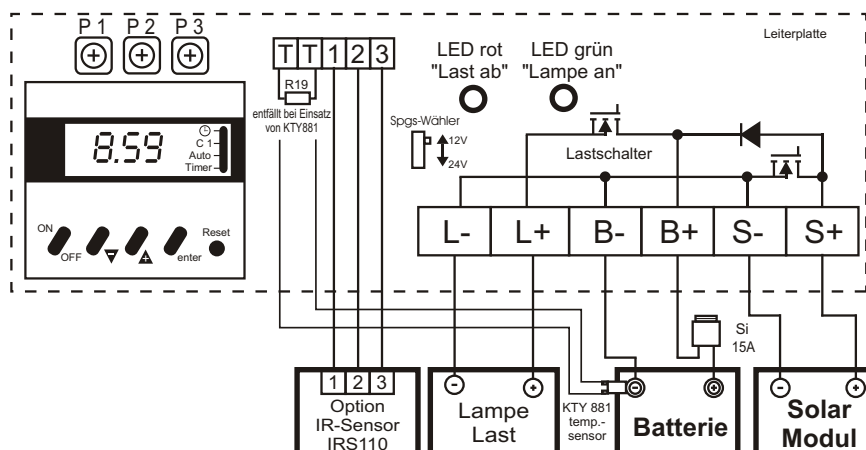 P 1 P 2 P 3
T T 1 2 3
R19
entfällt bei Einsatz
von KTY881
LED rot
"Last ab"
LED grün
"Lampe an"
Leiterplatte
Spgs-Wähler
12V
24V
Lastschalter
8.59
C 1
Auto
Timer
ON
OFF
enter
Reset
L- L+ B- B+ S- S+
Si
15A
1 2 3
Option
IR-Sensor
IRS110
Lampe
Last
KTY 881
temp.-
sensor
Batterie
Solar
Modul